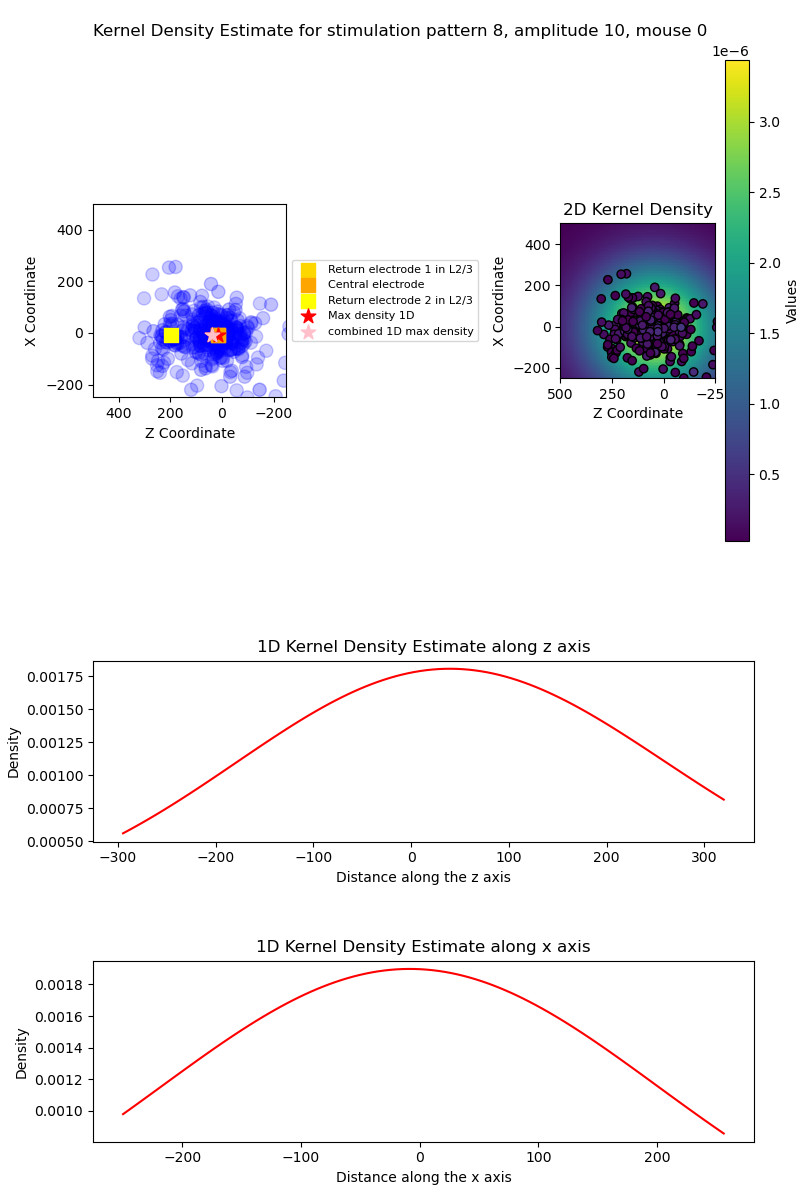 Kernel Density Estimate for stimulation pattern 8, amplitude 10, mouse 0
1e−6
400
200
0
−200
X Coordinate
400 200 0 −200
Z Coordinate
Return electrode 1 in L2/3
Central electrode
Return electrode 2 in L2/3
Max density 1D
combined 1D max density
2D Kernel Density
400
200
0
−200
X Coordinate
500 250 0 −25
Z Coordinate
3.0
2.5
2.0
1.5
1.0
0.5
Values
1D Kernel Density Estimate along z axis
0.00175
0.00150
0.00125
0.00100
0.00075
0.00050
Density
−300 −200 −100 0 100 200 300
Distance along the z axis
1D Kernel Density Estimate along x axis
0.0018
0.0016
0.0014
0.0012
0.0010
Density
−200 −100 0 100 200
Distance along the x axis